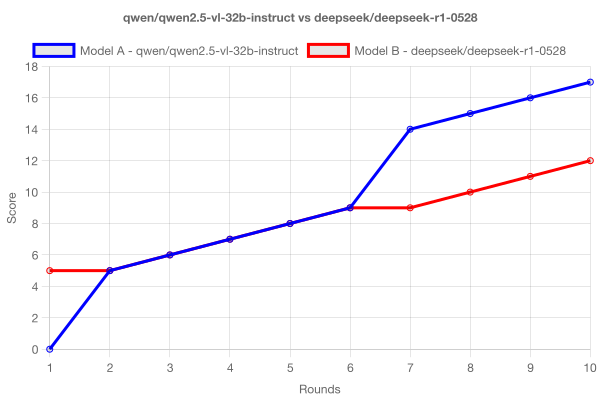 qwen/qwen2.5-vl-32b-instruct vs deepseek/deepseek-r1-0528
Model A - qwen/qwen2.5-vl-32b-instruct Model B - deepseek/deepseek-r1-0528
18
16
14
12
10
8
6
4
2
0
Score
1 2 3 4 5 6 7 8 9 10
Rounds